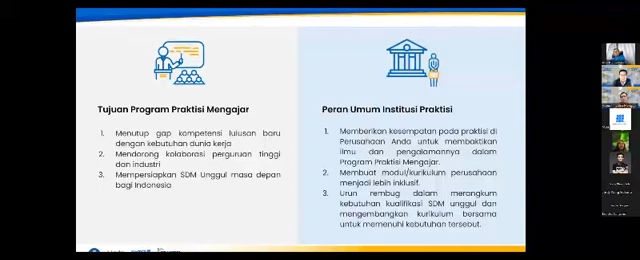 Tujuan Program Praktisi Mengajar
1. Menutup gap kompetensi lulusan baru
dengan kebutuhan dunia kerja
2. Mendorong kolaborasi perguruan tinggi
dan industri
3. Mempersiapkan SDM Unggul masa depan
bagi Indonesia
Peran Umum Institusi Praktisi
1. Memberikan kesempatan pada praktisi di
Perusahaan Anda untuk membaktikan
ilmu dan pengalamannya dalam
Program Praktisi Mengajar.
2. Membuat modul/kurikulum perusahaan
menjadi lebih inklusif.
3. Urun rembug dalam merangkum
kebutuhan kualifikasi SDM unggul dan
mengembangkan kurikulum bersama
untuk memenuhi kebutuhan tersebut.